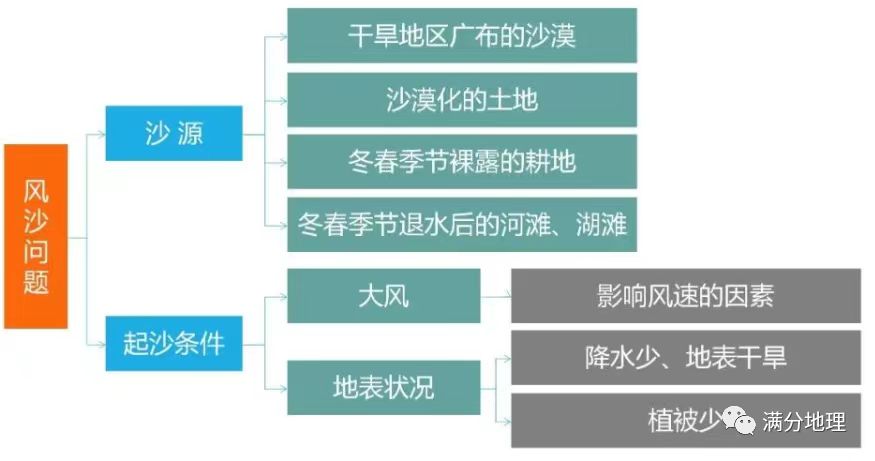 风沙问题
沙源
干旱地区广布的沙漠
沙漠化的土地
冬春季节裸露的耕地
冬春季节退水后的河滩、湖滩
起沙条件
大风
影响风速的因素
地表状况
降水少、地表干旱
植被少
满分地理